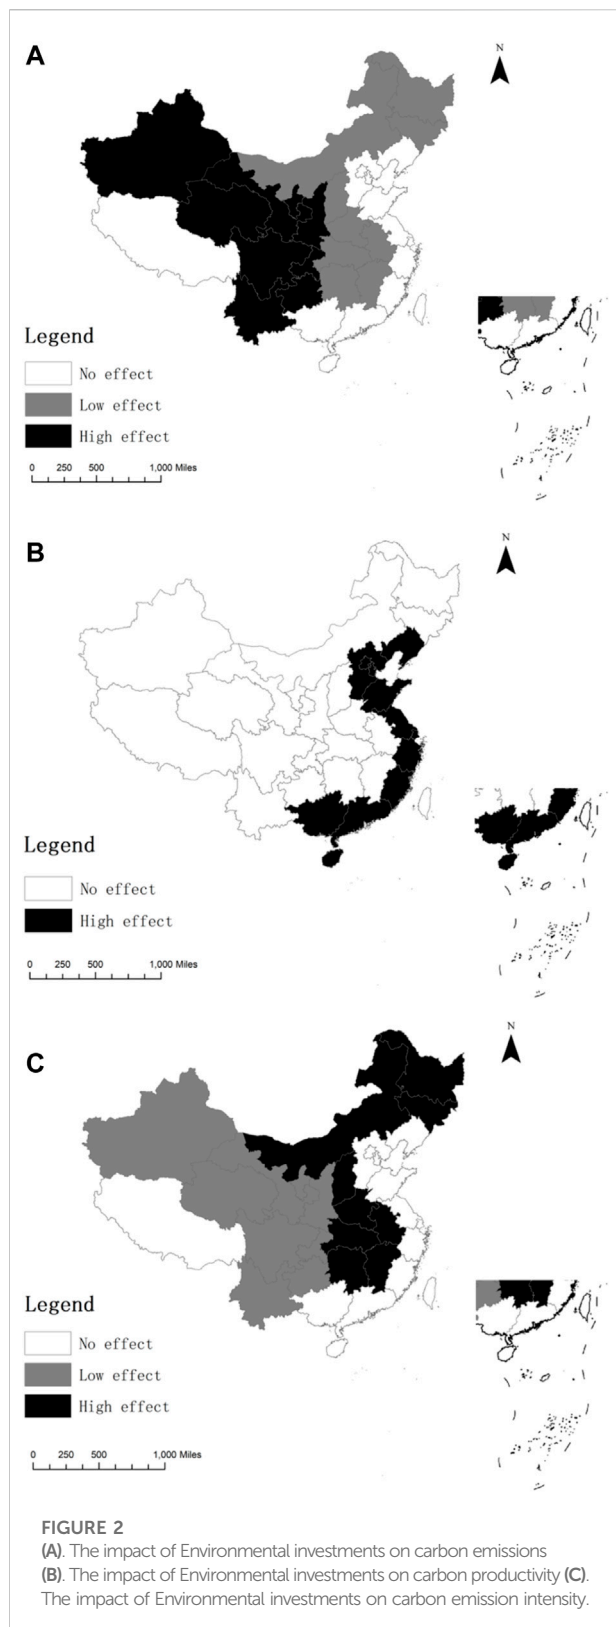 A
N
Legend
No effect
Low effect
High effect
0 250 500 1,000 Miles
B
N
Legend
No effect
High effect
0 250 500 1,000 Miles
C
N
Legend
No effect
Low effect
High effect
0 250 500 1,000 Miles
FIGURE 2
(A). The impact of Environmental investments on carbon emissions
(B). The impact of Environmental investments on carbon productivity (C).
The impact of Environmental investments on carbon emission intensity.